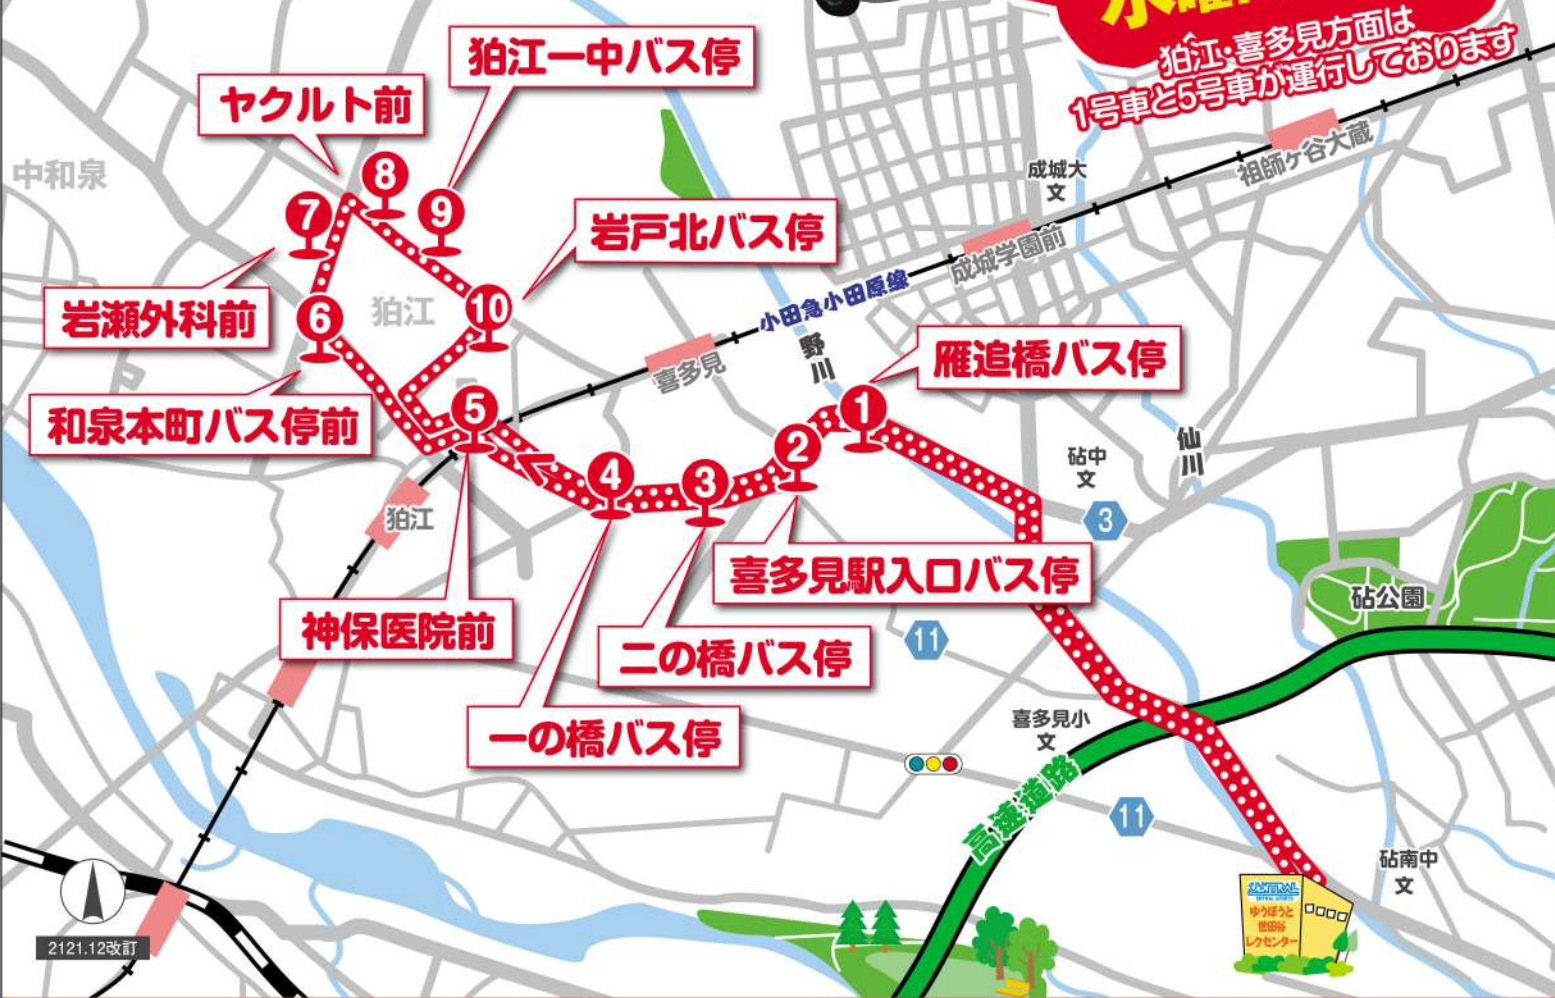 狛江・喜多見方面は
1号車と5号車が運行しております
狛江一中バス停
ヤクルト前
中和泉
8
7
9
岩戸北バス停
成城大
文
祖師ヶ谷大蔵
成城学園前
小田急小田原線
岩瀬外科前
6
狛江
10
喜多見
野川
雁追橋バス停
和泉本町バス停前
5
1
2
4
3
仙川
砧中
文
3
狛江
喜多見駅入口バス停
砧公園
神保医院前
二の橋バス停
11
一の橋バス停
喜多見小
文
高速道路
11
砧南中
文
CENTRAL
ゆうぽうと
世田谷
レクセンター
2121.12改訂